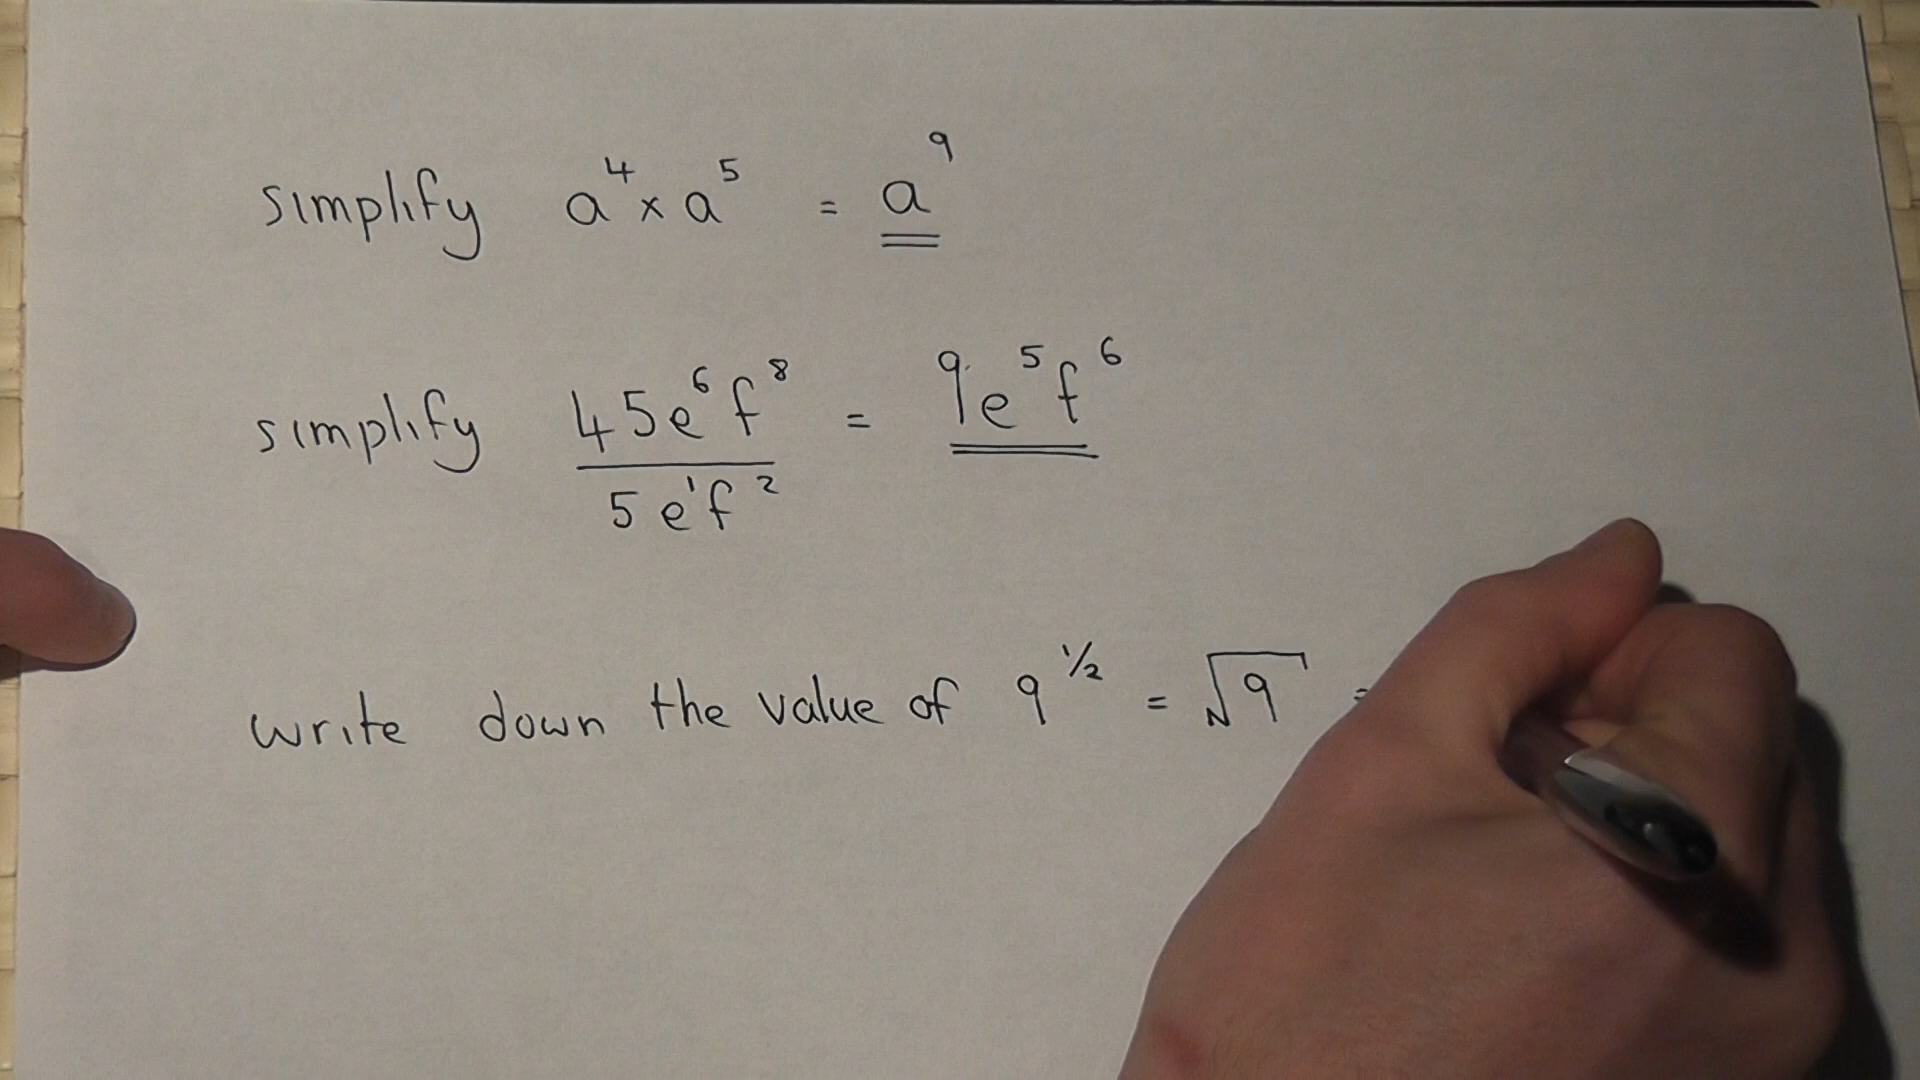 simplify a⁴ × a⁵ = a⁹
simplify 45e⁶f⁸ / 5e¹f² = 9e⁵f⁶
write down the value of 9^½ = √9 =